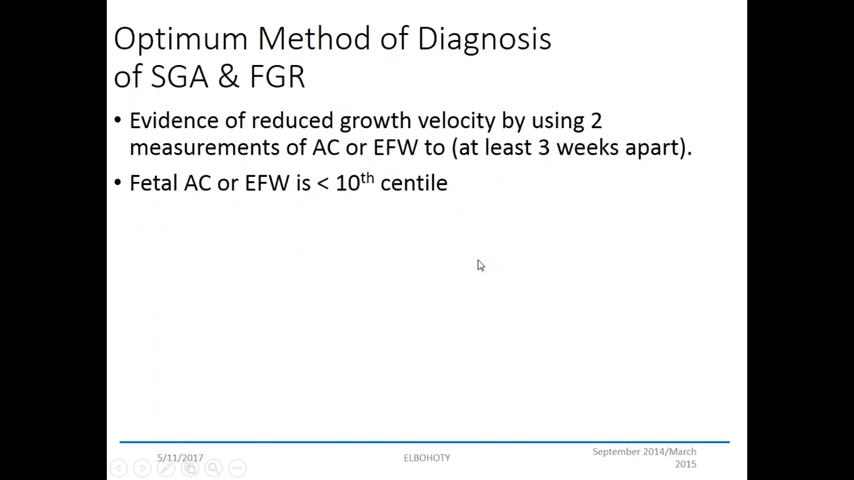 Optimum Method of Diagnosis
of SGA & FGR
• Evidence of reduced growth velocity by using 2
measurements of AC or EFW to (at least 3 weeks apart).
• Fetal AC or EFW is < 10th centile
5/11/2017
ELBOHOTY
September 2014/March
2015